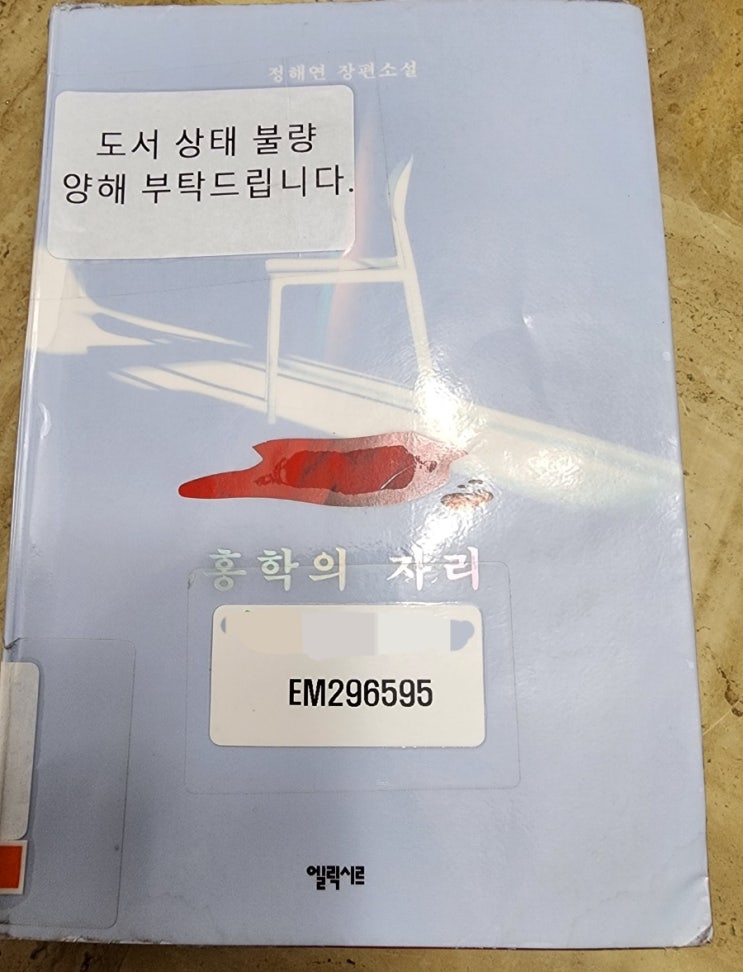 정해연 장편소설
도서 상태 불량
양해 부탁드립니다.
홍학의 자리
EM296595
엘릭시르